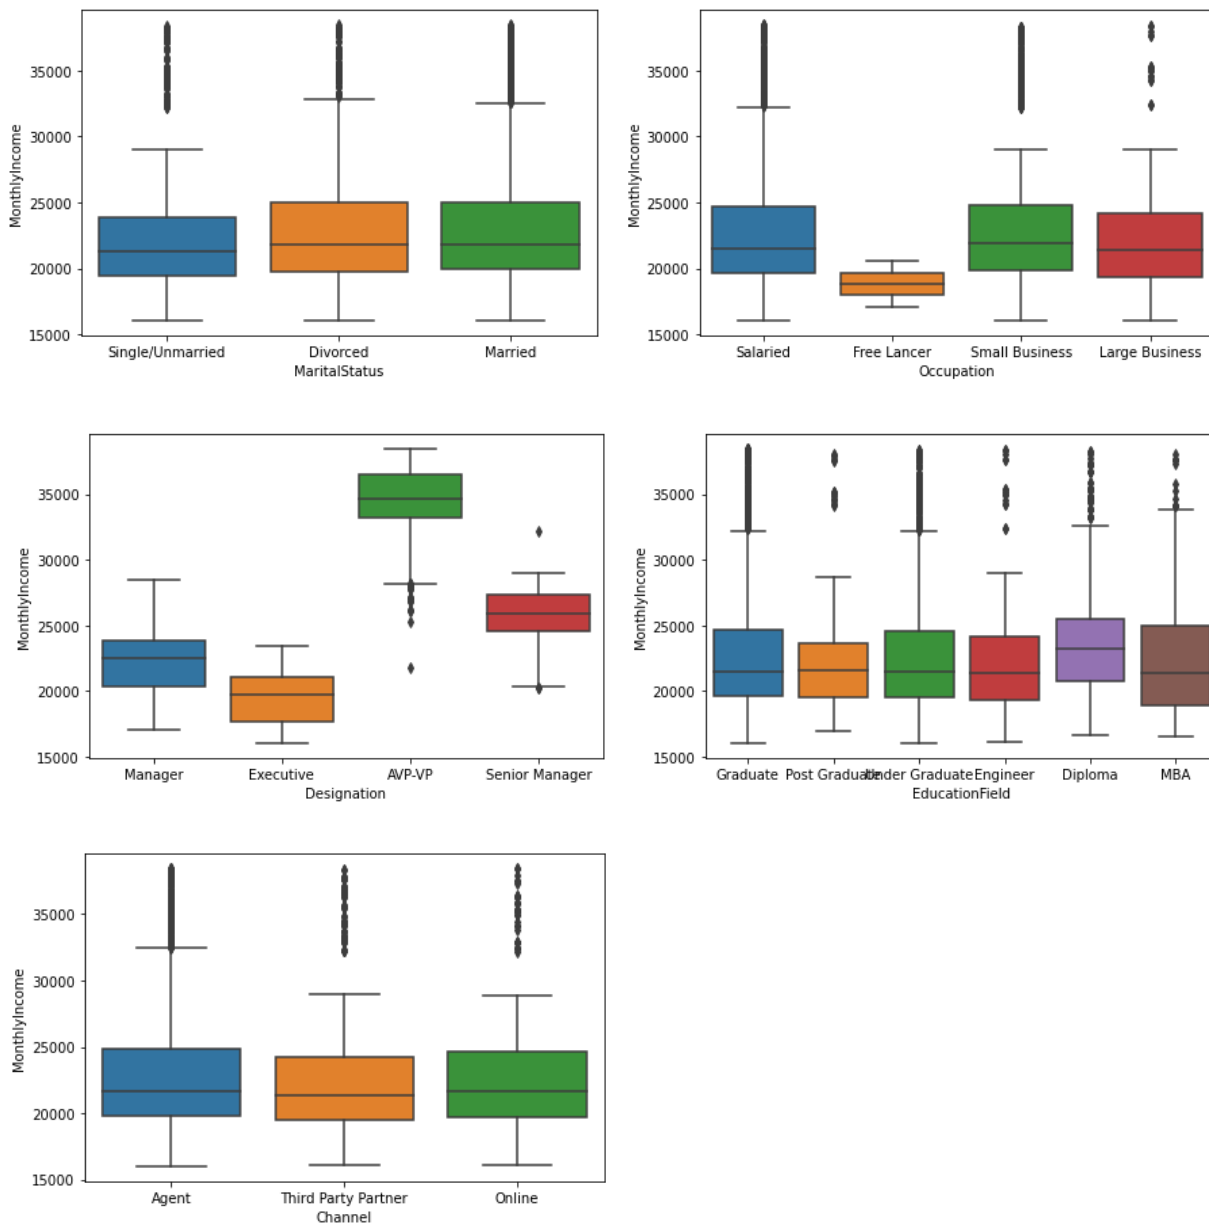 35000
30000
25000
20000
15000
MonthlyIncome
Single/Unmarried Divorced Married
MaritalStatus
35000
30000
25000
20000
15000
MonthlyIncome
Salaried Free Lancer Small Business Large Business
Occupation
35000
30000
25000
20000
15000
MonthlyIncome
Manager Executive AVP-VP Senior Manager
Designation
35000
30000
25000
20000
15000
MonthlyIncome
Graduate Post Graduate Under Graduate Engineer Diploma MBA
EducationField
35000
30000
25000
20000
15000
MonthlyIncome
Agent Third Party Partner Online
Channel